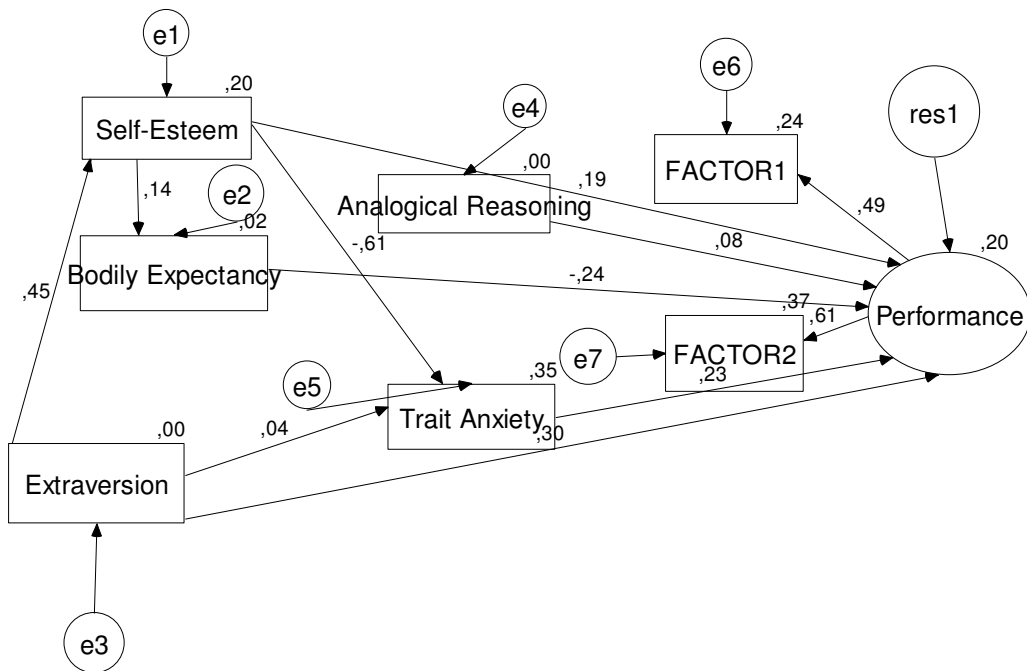 e1
,20
Self-Esteem
e6
,24
FACTOR1
res1
e4
,00
Analogical Reasoning
,19
,14
e2
,02
Bodily Expectancy
-,61
,08
,49
,20
Performance
,45
-,24
,37
,61
FACTOR2
e7
e5
,35
Trait Anxiety
,23
,04
,30
,00
Extraversion
e3